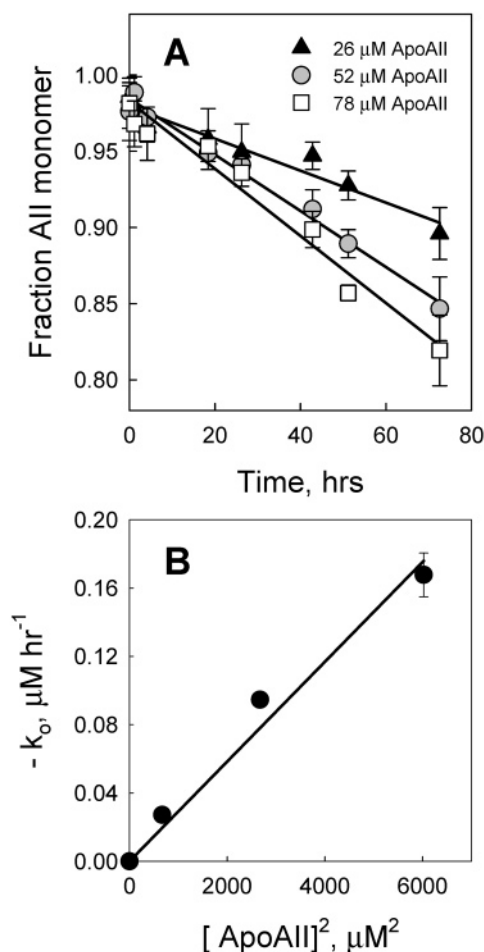 A
26 μM ApoAII
52 μM ApoAII
78 μM ApoAII
1.00
0.95
0.90
0.85
0.80
Fraction AII monomer
0 20 40 60 80
Time, hrs
B
0.20
0.16
0.12
0.08
0.04
0.00
- kₒ, μM hr⁻¹
0 2000 4000 6000
[ ApoAII]², μM²